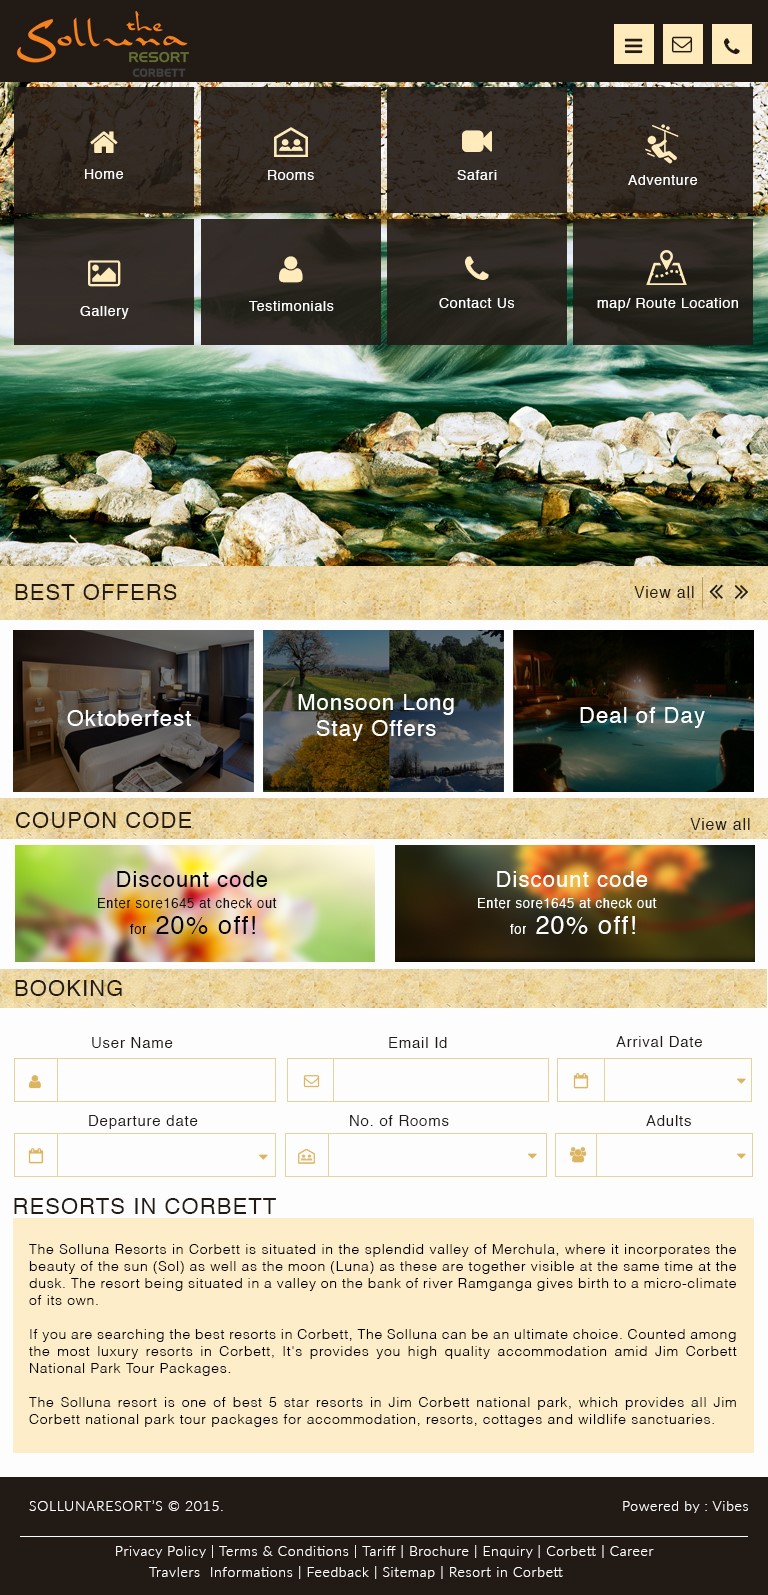 the
Solluna
RESORT
CORBETT
Home
Rooms
Safari
Adventure
Gallery
Testimonials
Contact Us
map/ Route Location
BEST OFFERS
View all
Oktoberfest
Monsoon Long
Stay Offers
Deal of Day
COUPON CODE
View all
Discount code
Enter sore1645 at check out
for 20% off!
Discount code
Enter sore1645 at check out
for 20% off!
BOOKING
User Name
Email Id
Arrival Date
Departure date
No. of Rooms
Adults
RESORTS IN CORBETT
The Solluna Resorts in Corbett is situated in the splendid valley of Merchula, where it incorporates the
beauty of the sun (Sol) as well as the moon (Luna) as these are together visible at the same time at the
dusk. The resort being situated in a valley on the bank of river Ramganga gives birth to a micro-climate
of its own.
If you are searching the best resorts in Corbett, The Solluna can be an ultimate choice. Counted among
the most luxury resorts in Corbett, It's provides you high quality accommodation amid Jim Corbett
National Park Tour Packages.
The Solluna resort is one of best 5 star resorts in Jim Corbett national park, which provides all Jim
Corbett national park tour packages for accommodation, resorts, cottages and wildlife sanctuaries.
SOLLUNARESORT'S © 2015.
Powered by : Vibes
Privacy Policy | Terms & Conditions | Tariff | Brochure | Enquiry | Corbett | Career
Travlers Informations | Feedback | Sitemap | Resort in Corbett